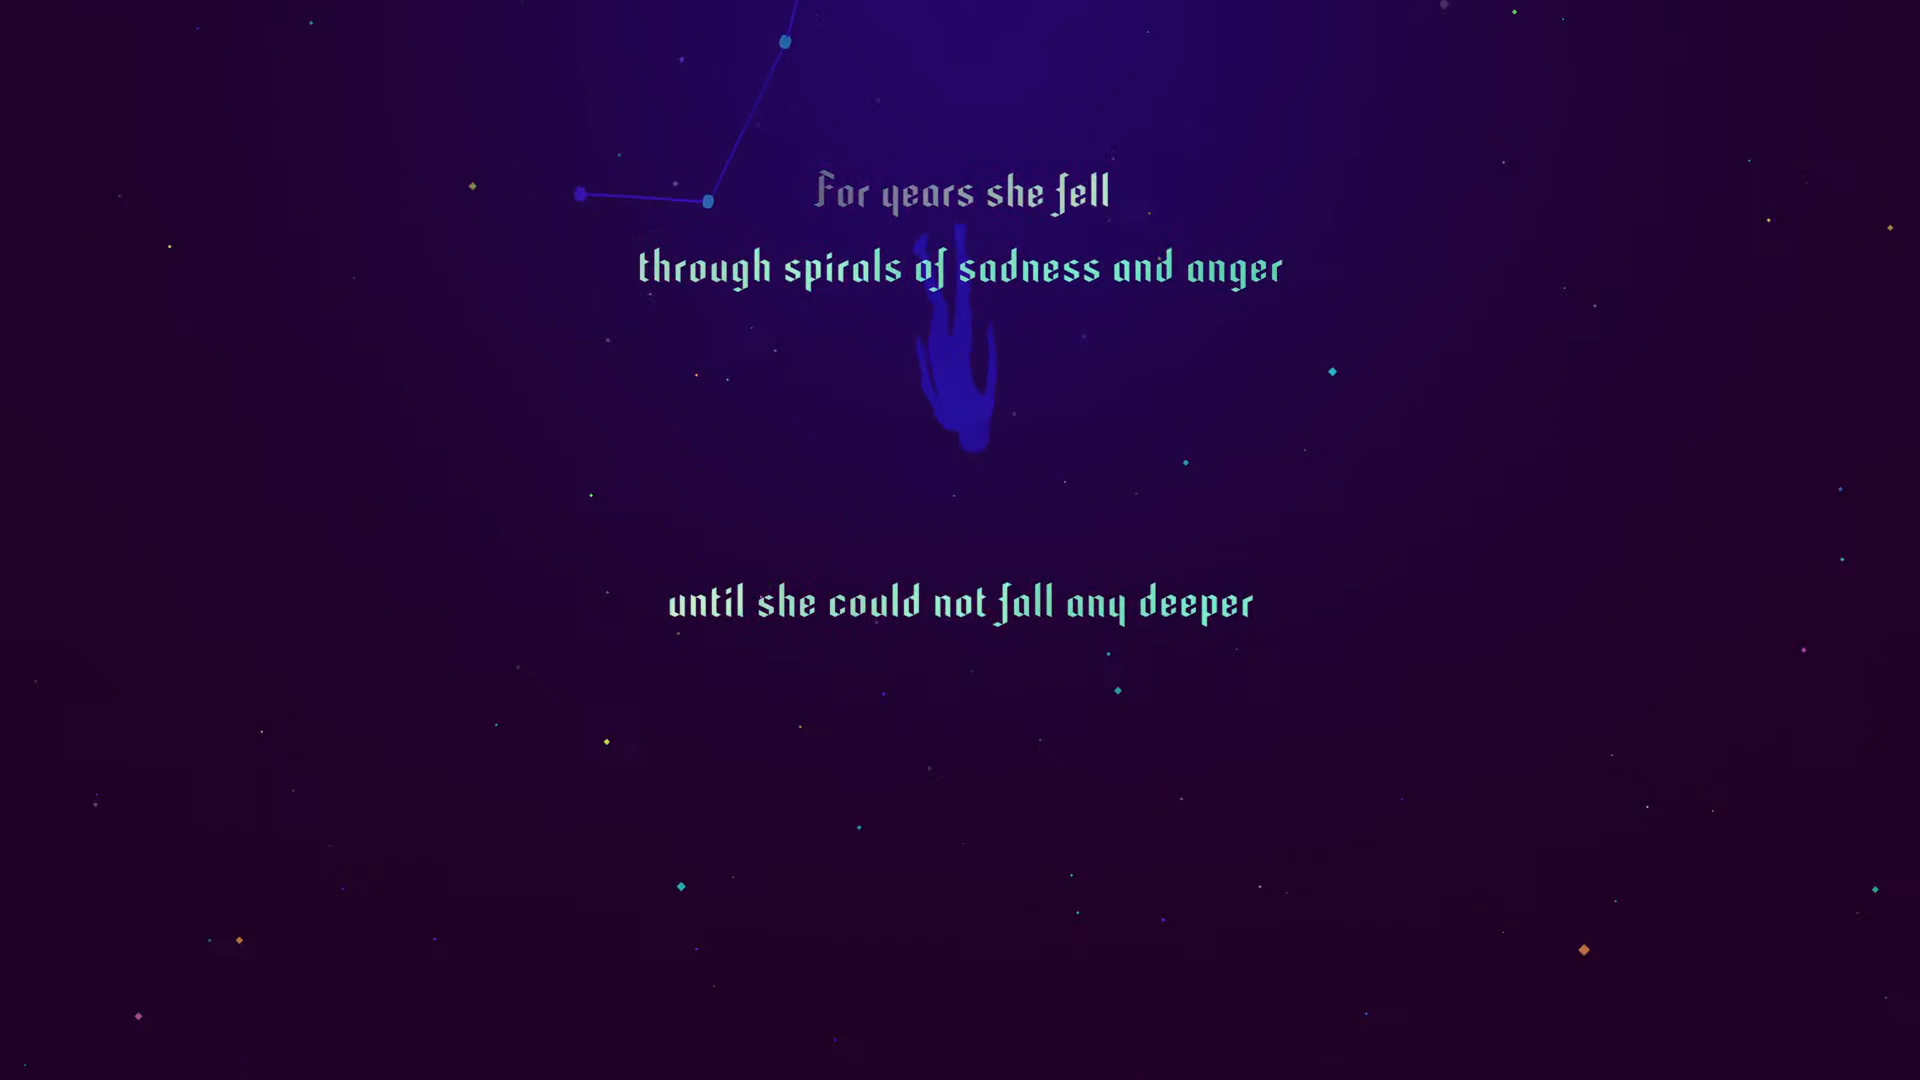 For years she fell
through spirals of sadness and anger
until she could not fall any deeper